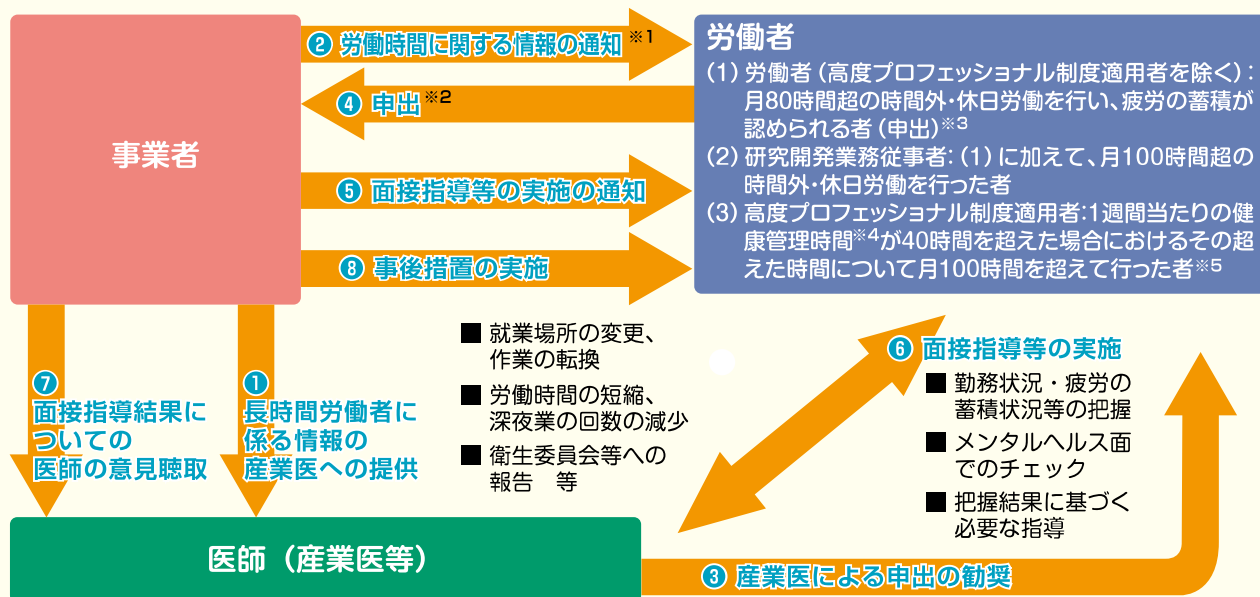 事業者
❷ 労働時間に関する情報の通知※1
❹ 申出※2
❺ 面接指導等の実施の通知
❽ 事後措置の実施
労働者
(1) 労働者(高度プロフェッショナル制度適用者を除く):
月80時間超の時間外・休日労働を行い、疲労の蓄積が
認められる者(申出)※3
(2) 研究開発業務従事者:(1)に加えて、月100時間超の
時間外・休日労働を行った者
(3) 高度プロフェッショナル制度適用者:1週間当たりの健
康管理時間※4が40時間を超えた場合におけるその超
えた時間について月100時間を超えて行った者※5
❼
面接指導結果に
ついての
医師の意見聴取
❶
長時間労働者に
係る情報の
産業医への提供
■ 就業場所の変更、
作業の転換
■ 労働時間の短縮、
深夜業の回数の減少
■ 衛生委員会等への
報告 等
❻ 面接指導等の実施
■ 勤務状況・疲労の
蓄積状況等の把握
■ メンタルヘルス面
でのチェック
■ 把握結果に基づく
必要な指導
医師(産業医等)
❸ 産業医による申出の勧奨